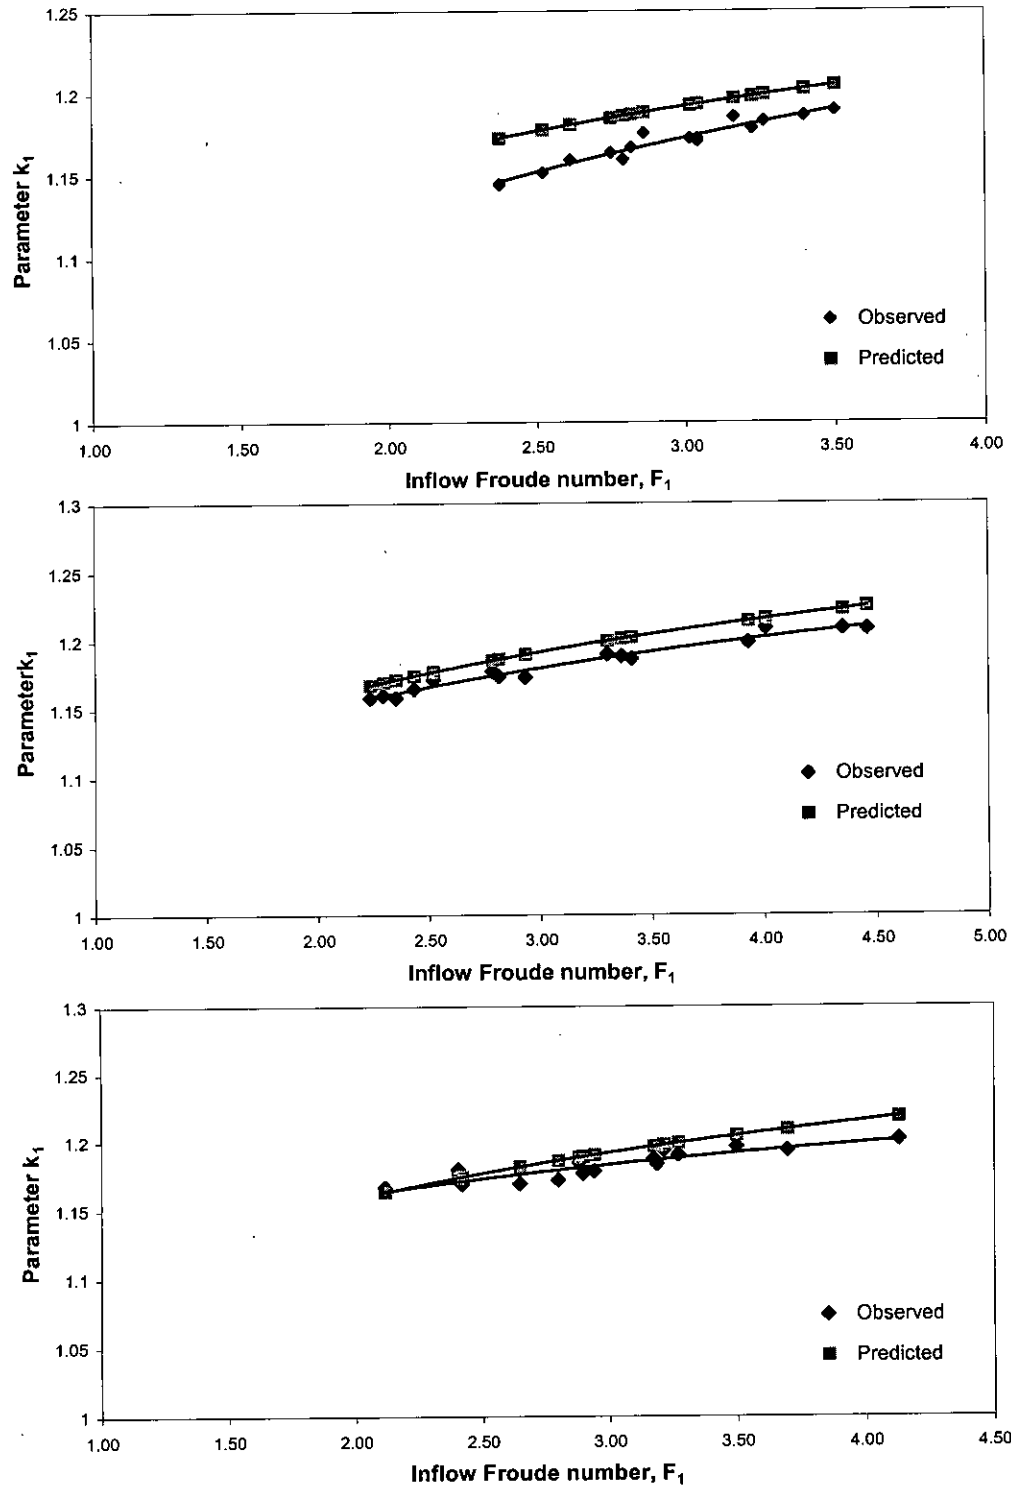 1.25
1.2
1.15
1.1
1.05
1
Parameter k₁
Observed
Predicted
1.00 1.50 2.00 2.50 3.00 3.50 4.00
Inflow Froude number, F₁
1.3
1.25
1.2
1.15
1.1
1.05
1
Parameterk₁
Observed
Predicted
1.00 1.50 2.00 2.50 3.00 3.50 4.00 4.50 5.00
Inflow Froude number, F₁
1.3
1.25
1.2
1.15
1.1
1.05
1
Parameter k₁
Observed
Predicted
1.00 1.50 2.00 2.50 3.00 3.50 4.00 4.50
Inflow Froude number, F₁